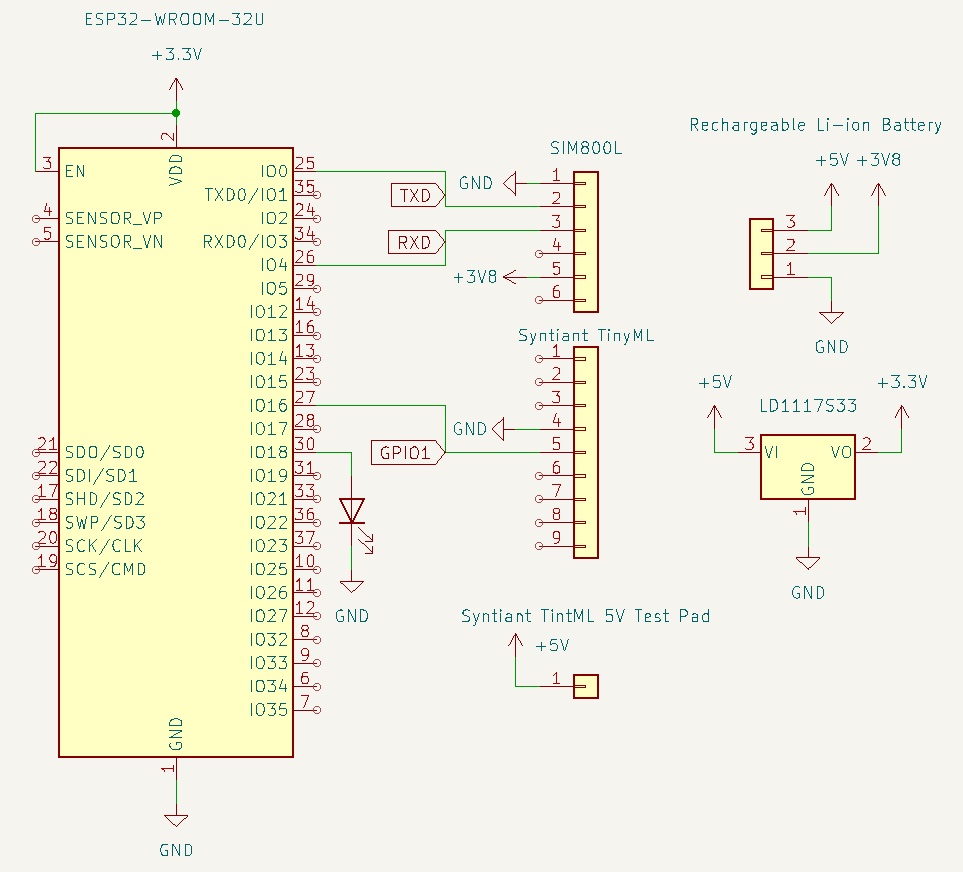 ESP32-WROOM-32U
+3.3V
2
VDD
3
EN
4
SENSOR_VP
5
SENSOR_VN
21
SDO/SD0
22
SDI/SD1
17
SHD/SD2
18
SWP/SD3
20
SCK/CLK
19
SCS/CMD
IO0
25
TXD0/IO1
35
IO2
24
RXD0/IO3
34
IO4
26
IO5
29
IO12
14
IO13
16
IO14
13
IO15
23
IO16
27
IO17
28
IO18
30
IO19
31
IO21
33
IO22
36
IO23
37
IO25
10
IO26
11
IO27
12
IO32
8
IO33
9
IO34
6
IO35
7
GND
1
GND
GND
TXD
RXD
GPIO1
SIM800L
GND
1
2
3
4
+3V8
5
6
Syntiant TinyML
1
2
3
GND
4
5
6
7
8
9
Syntiant TintML 5V Test Pad
+5V
1
Rechargeable Li-ion Battery
+5V
+3V8
3
2
1
GND
+5V
+3.3V
LD1117S33
3
VI
VO
2
GND
1
GND